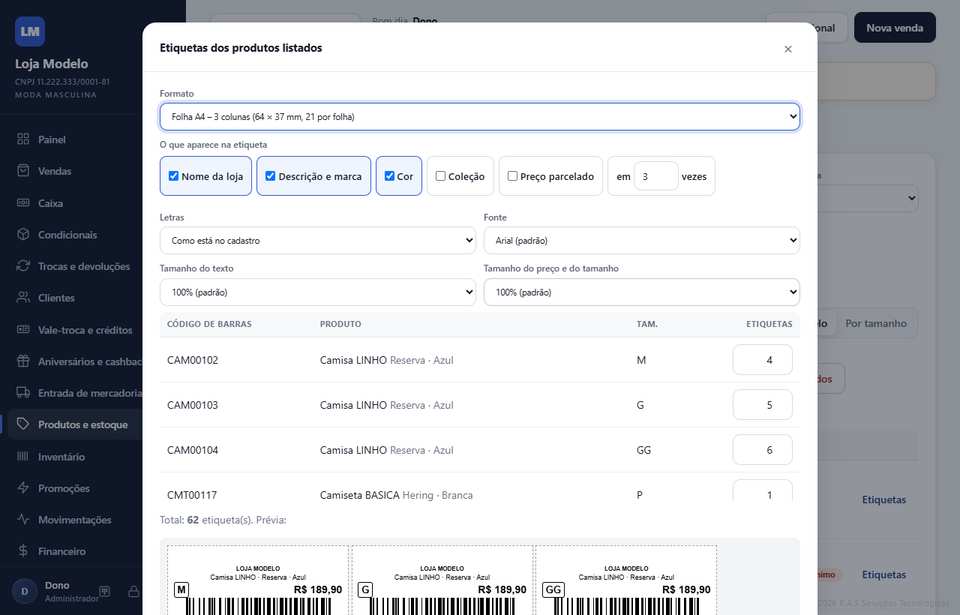 LM
Loja Modelo
CNPJ 11.222.333/0001-81
MODA MASCULINA
Painel
Vendas
Caixa
Condicionais
Trocas e devoluções
Clientes
Vale-troca e créditos
Aniversários e cashbac
Entrada de mercadoria
Produtos e estoque
Inventário
Promoções
Movimentações
Financeiro
D
Dono
Administrador
Bom dia, Dono
Nova venda
Etiquetas dos produtos listados
×
Formato
Folha A4 – 3 colunas (64 × 37 mm, 21 por folha)
O que aparece na etiqueta
Nome da loja Descrição e marca Cor Coleção Preço parcelado em 3 vezes
Letras Fonte
Como está no cadastro Arial (padrão)
Tamanho do texto Tamanho do preço e do tamanho
100% (padrão) 100% (padrão)
CÓDIGO DE BARRAS PRODUTO TAM. ETIQUETAS
CAM00102 Camisa LINHO Reserva · Azul M 4
CAM00103 Camisa LINHO Reserva · Azul G 5
CAM00104 Camisa LINHO Reserva · Azul GG 6
CMT00117 Camiseta BASICA Hering · Branca P 1
Total: 62 etiqueta(s). Prévia:
LOJA MODELO
Camisa LINHO · Reserva · Azul
M R$ 189,90
LOJA MODELO
Camisa LINHO · Reserva · Azul
G R$ 189,90
LOJA MODELO
Camisa LINHO · Reserva · Azul
GG R$ 189,90
Por tamanho
Etiquetas
Etiquetas